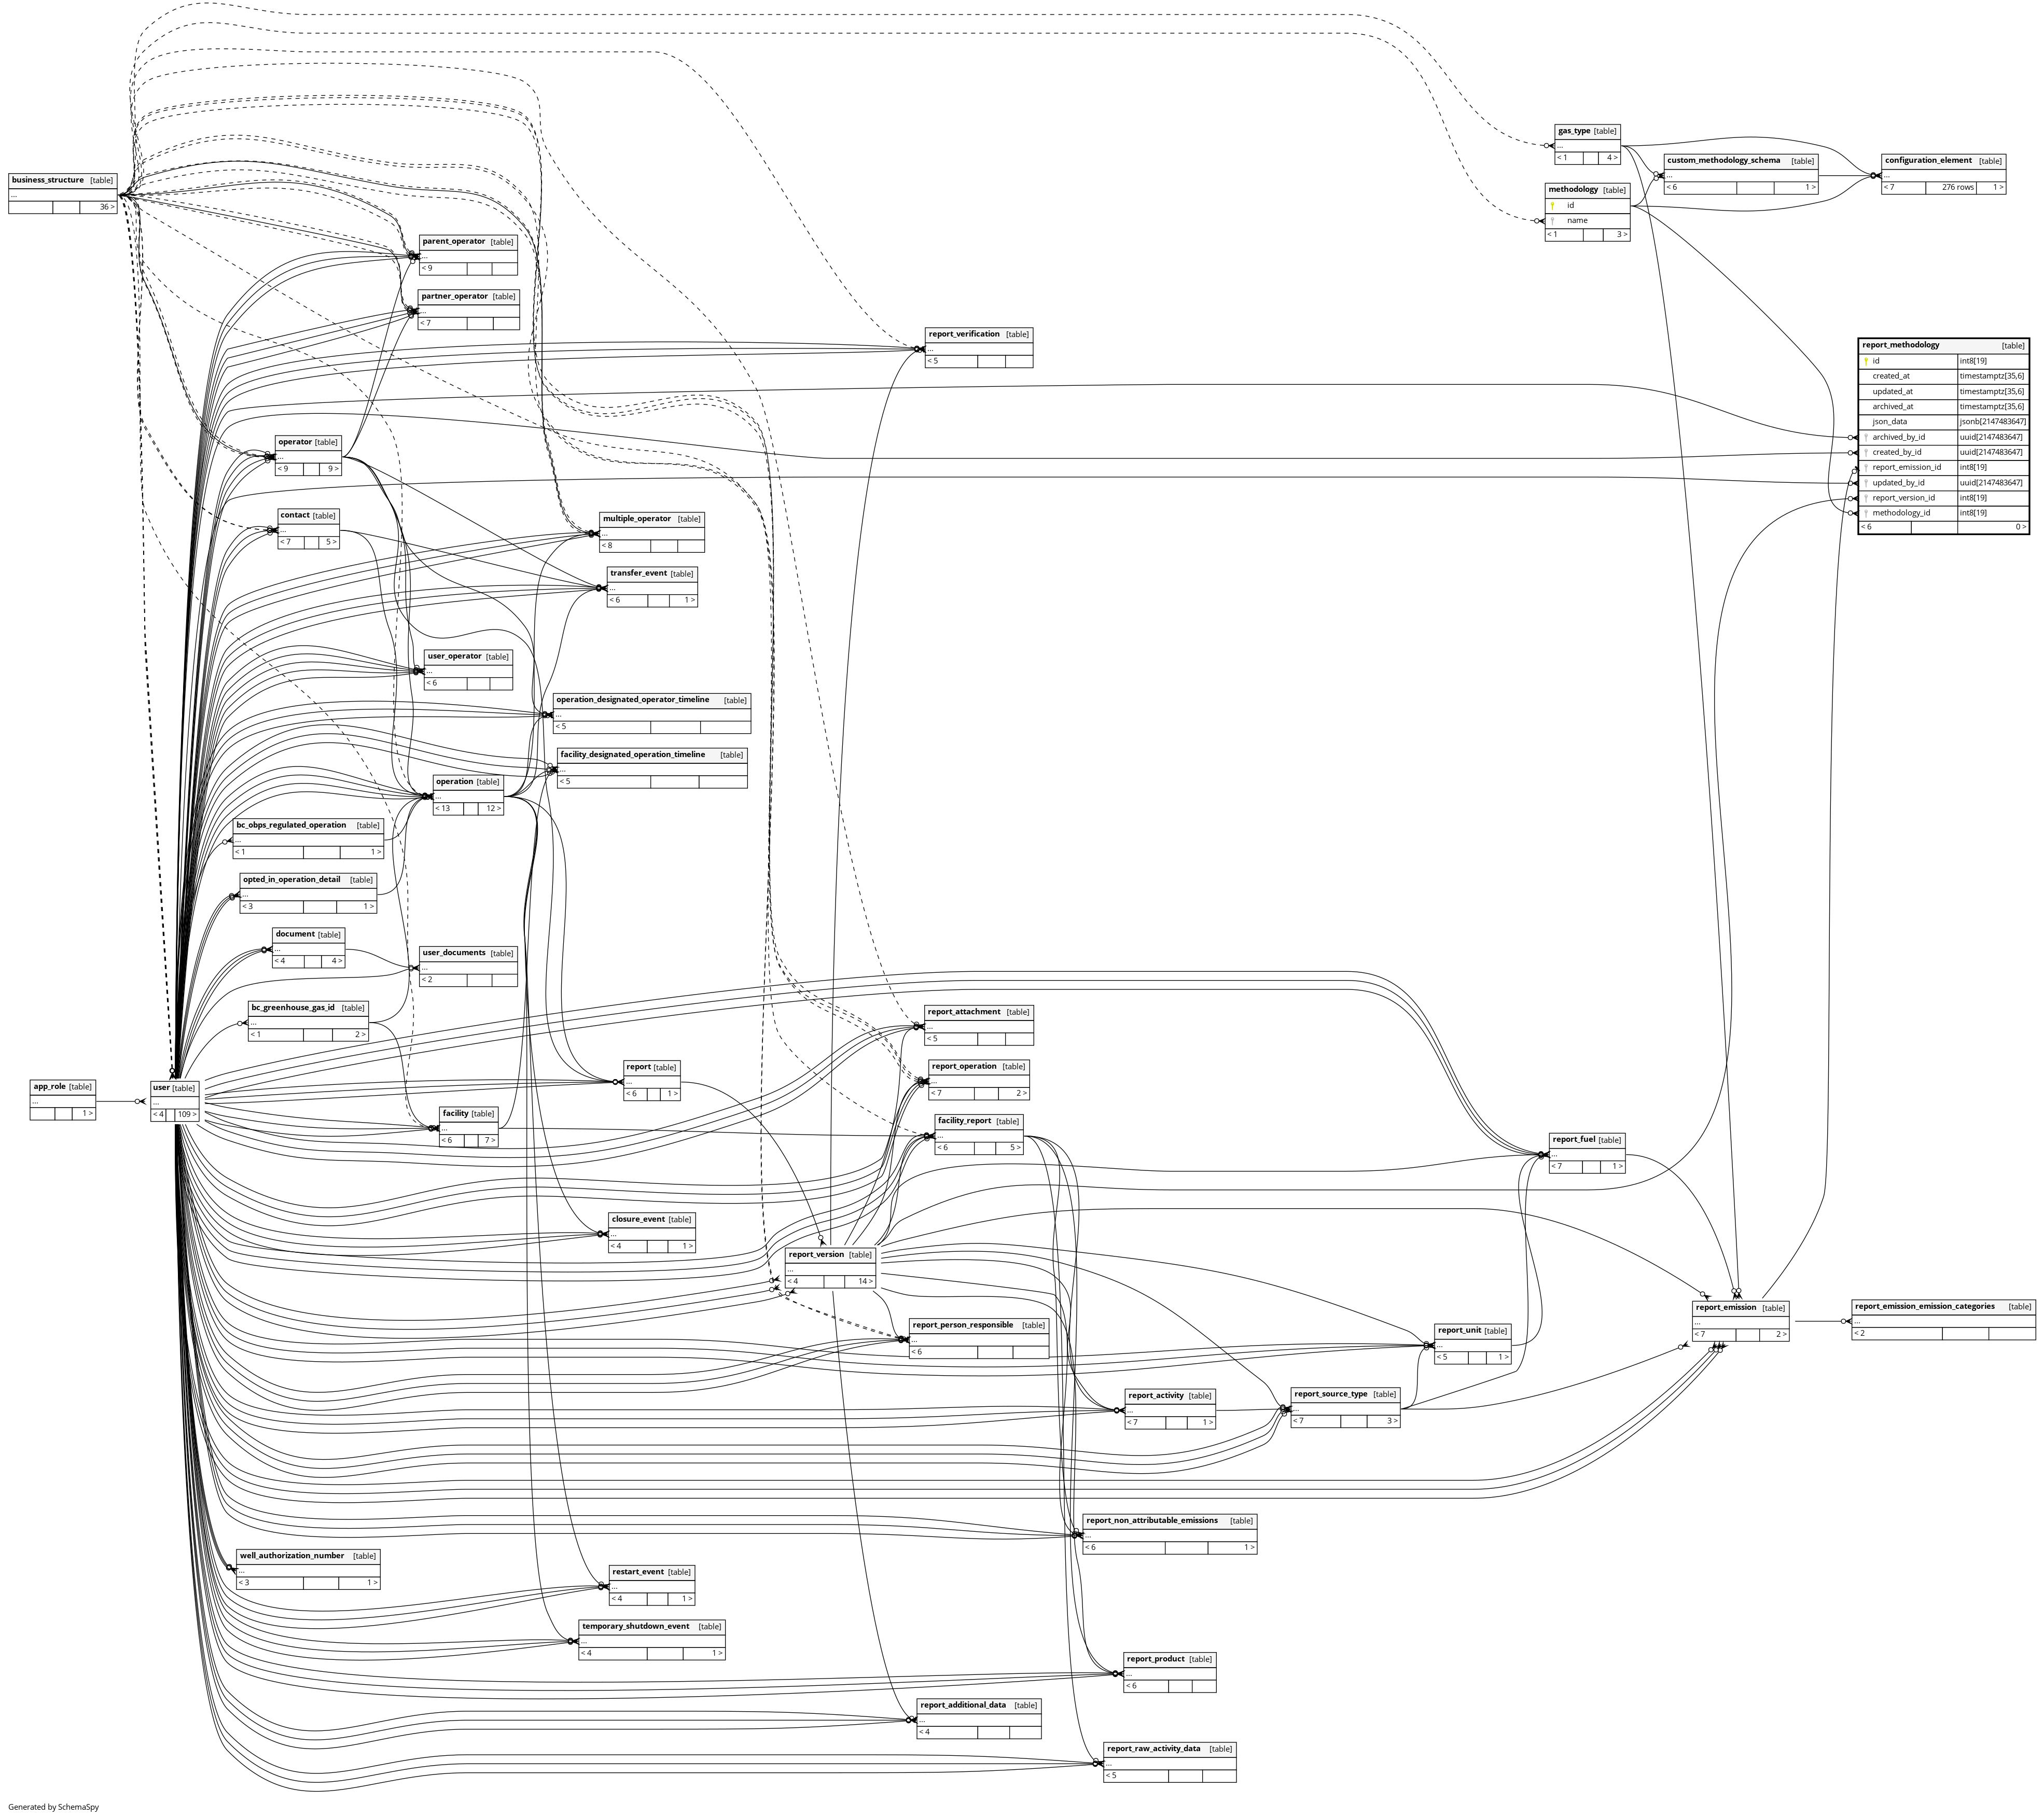 gas_type [table]
...
< 1 4 >
custom_methodology_schema [table]
...
< 6 1 >
configuration_element [table]
...
< 7 276 rows 1 >
business_structure [table]
...
36 >
methodology [table]
id
name
< 1 3 >
parent_operator [table]
...
< 9
partner_operator [table]
...
< 7
report_verification [table]
...
< 5
report_methodology [table]
id int8[19]
created_at timestamptz[35,6]
updated_at timestamptz[35,6]
archived_at timestamptz[35,6]
json_data jsonb[2147483647]
archived_by_id uuid[2147483647]
created_by_id uuid[2147483647]
report_emission_id int8[19]
updated_by_id uuid[2147483647]
report_version_id int8[19]
methodology_id int8[19]
< 6 0 >
operator [table]
...
< 9 9 >
contact [table]
...
< 7 5 >
multiple_operator [table]
...
< 8
transfer_event [table]
...
< 6 1 >
user_operator [table]
...
< 6
operation_designated_operator_timeline [table]
...
< 5
facility_designated_operation_timeline [table]
...
< 5
operation [table]
...
< 13 12 >
bc_obps_regulated_operation [table]
...
< 1 1 >
opted_in_operation_detail [table]
...
< 3 1 >
document [table]
...
< 4 4 >
user_documents [table]
...
< 2
bc_greenhouse_gas_id [table]
...
< 1 2 >
report_attachment [table]
...
< 5
report [table]
...
< 6 1 >
report_operation [table]
...
< 7 2 >
app_role [table]
...
1 >
user [table]
...
< 4 109 >
facility [table]
...
< 6 7 >
facility_report [table]
...
< 6 5 >
report_fuel [table]
...
< 7 1 >
closure_event [table]
...
< 4 1 >
report_version [table]
...
< 4 14 >
report_emission [table]
...
< 7 2 >
report_emission_emission_categories [table]
...
< 2
report_person_responsible [table]
...
< 6
report_unit [table]
...
< 5 1 >
report_activity [table]
...
< 7 1 >
report_source_type [table]
...
< 7 3 >
report_non_attributable_emissions [table]
...
< 6 1 >
well_authorization_number [table]
...
< 3 1 >
restart_event [table]
...
< 4 1 >
temporary_shutdown_event [table]
...
< 4 1 >
report_product [table]
...
< 6
report_additional_data [table]
...
< 4
report_raw_activity_data [table]
...
< 5
Generated by SchemaSpy